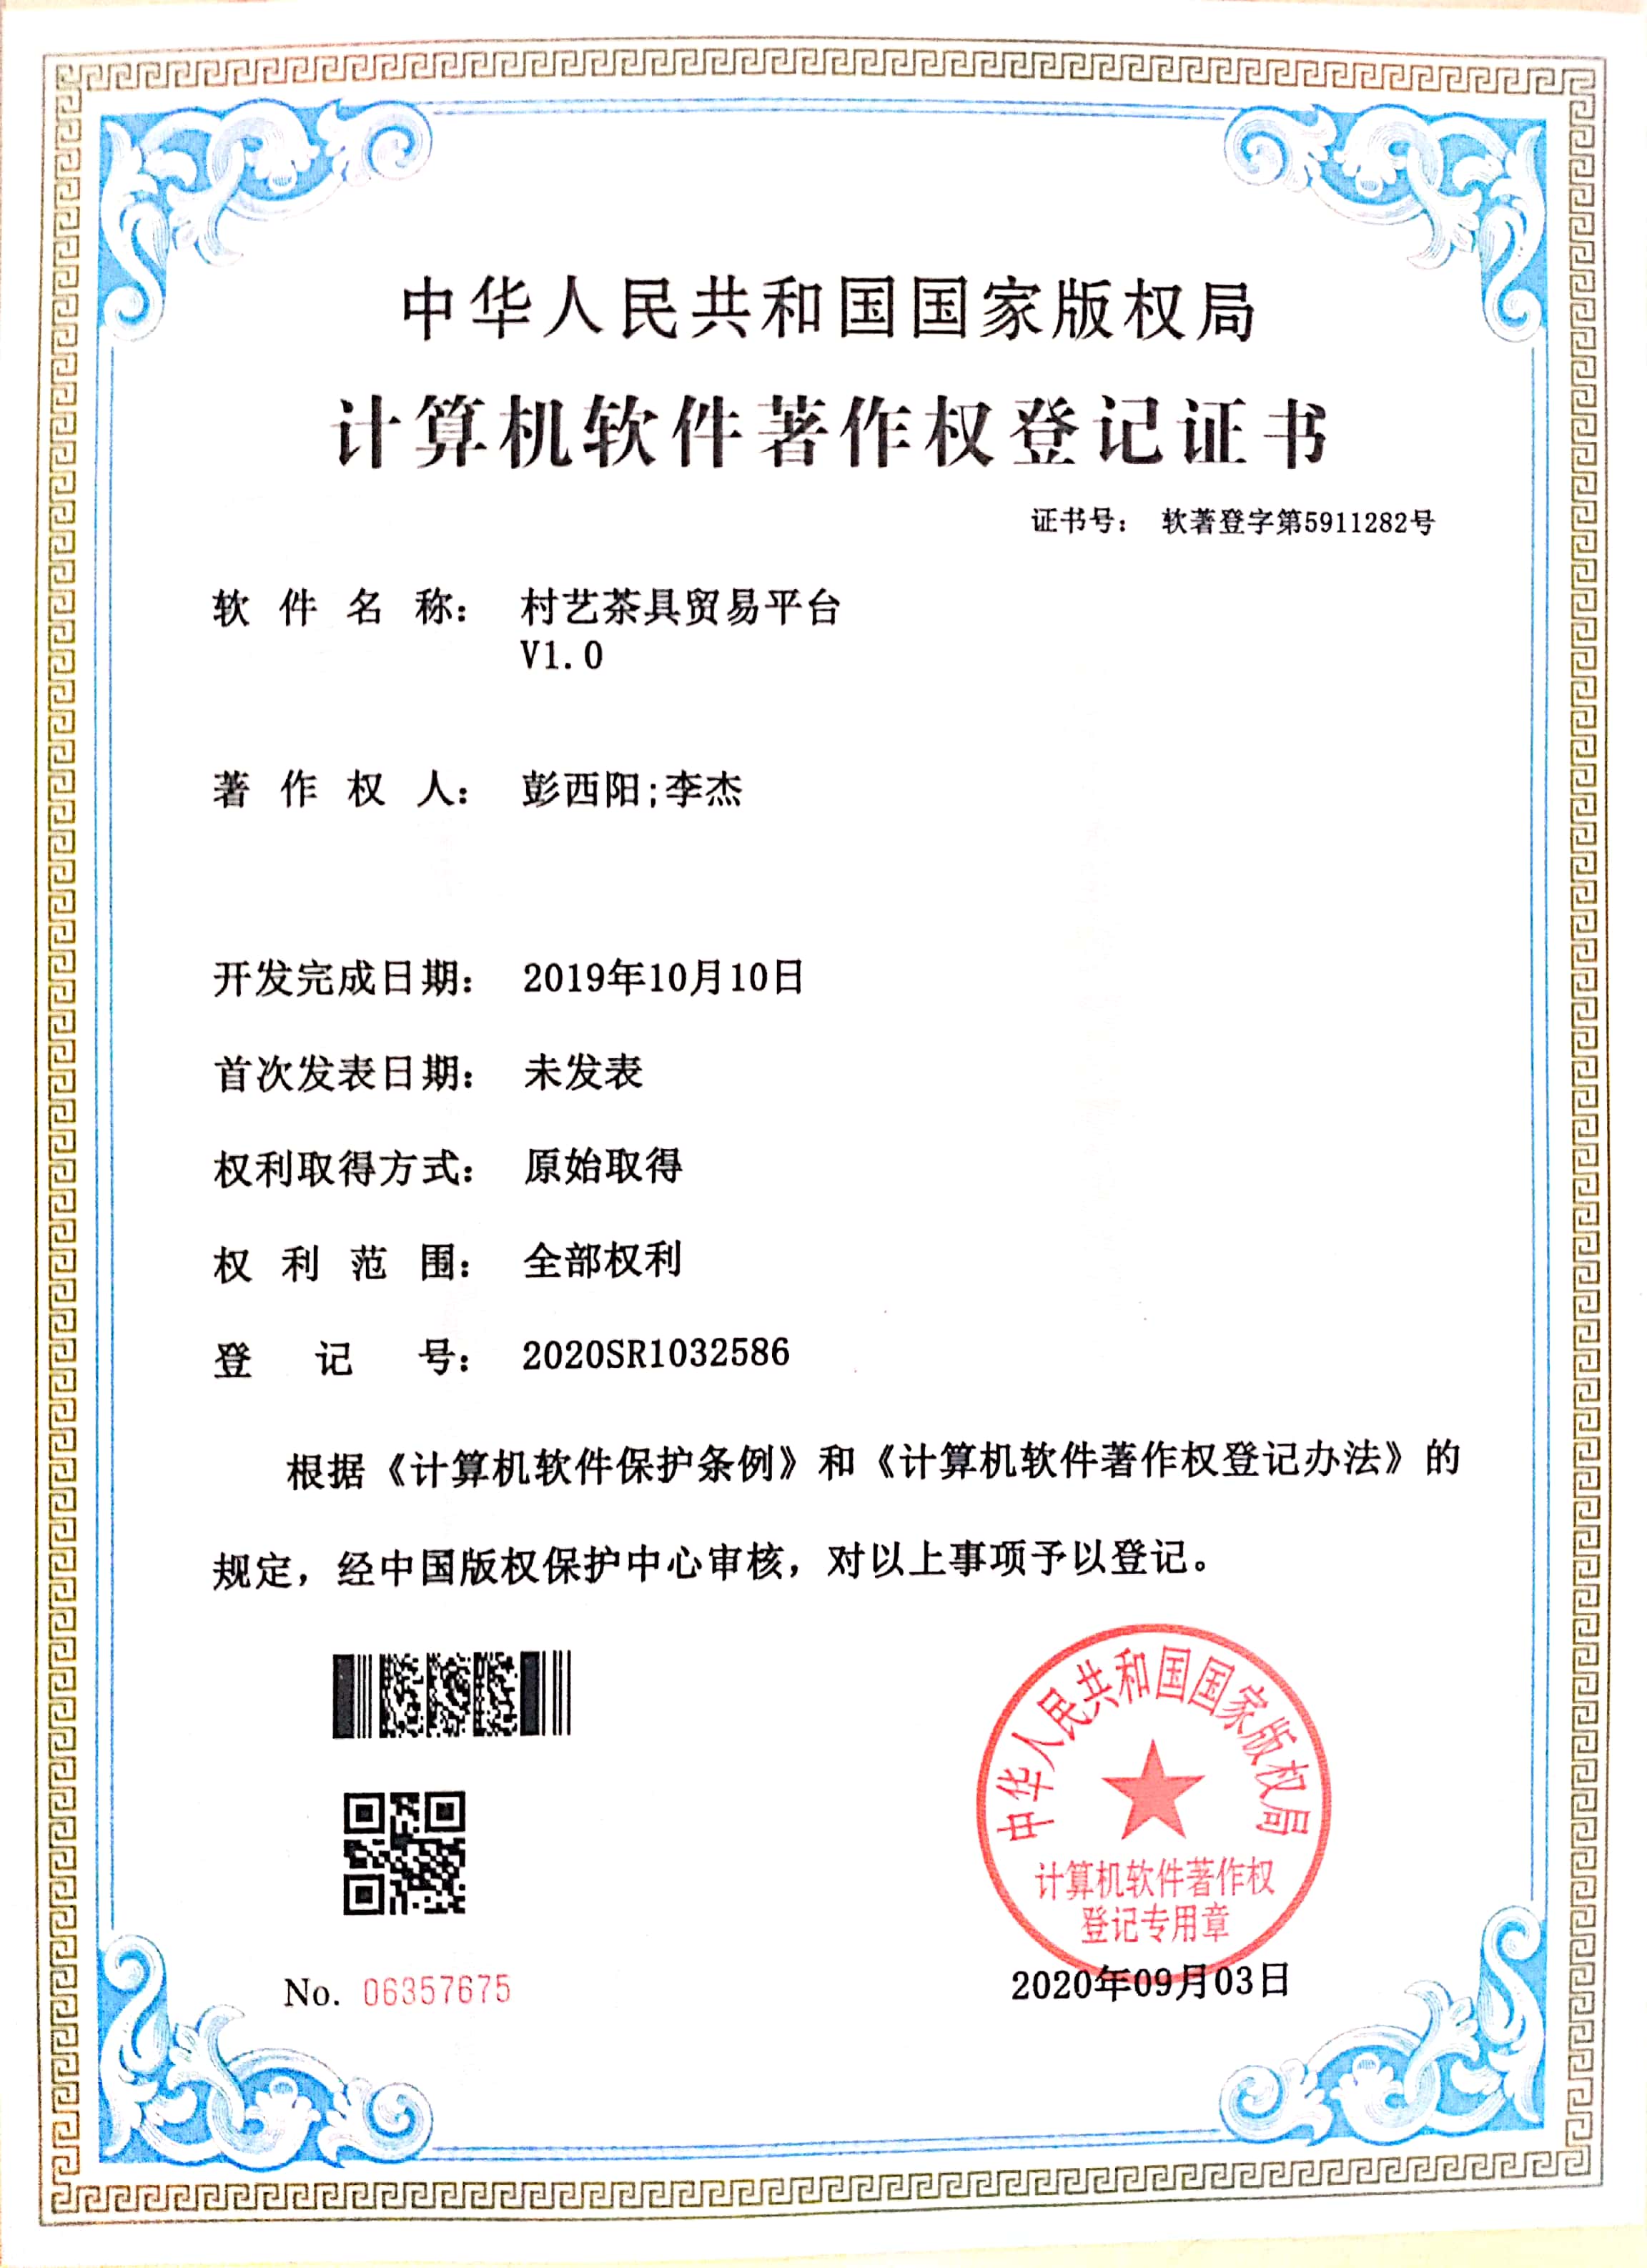 中华人民共和国国家版权局
计算机软件著作权登记证书
证书号： 软著登字第5911282号
软件名称： 村艺茶具贸易平台
V1.0
著作权人： 彭西阳;李杰
开发完成日期： 2019年10月10日
首次发表日期： 未发表
权利取得方式： 原始取得
权利范围： 全部权利
登记号： 2020SR1032586
根据《计算机软件保护条例》和《计算机软件著作权登记办法》的
规定，经中国版权保护中心审核，对以上事项予以登记。
中华人民共和国国家版权局
计算机软件著作权
登记专用章
No. 06357675
2020年09月03日